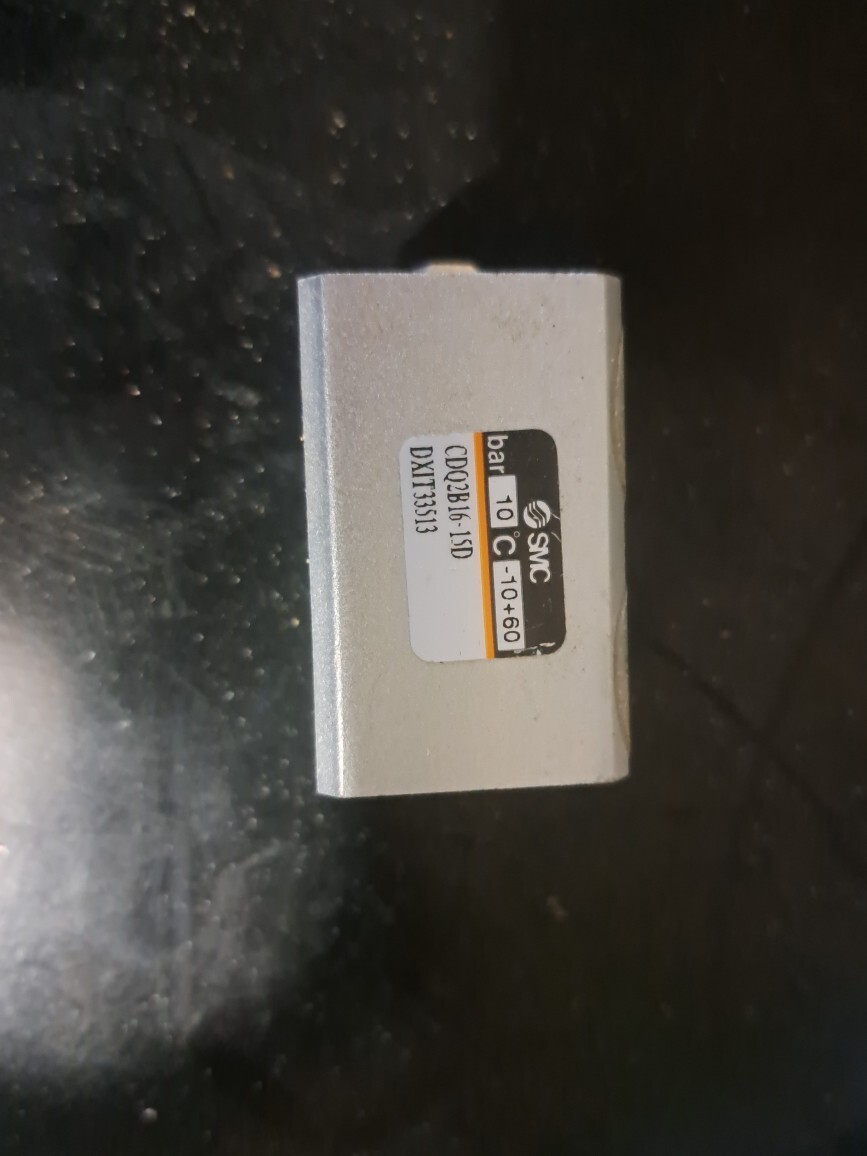 SMC
bar 10 °C -10+60
CDQ2B16-15D
DXIT33513